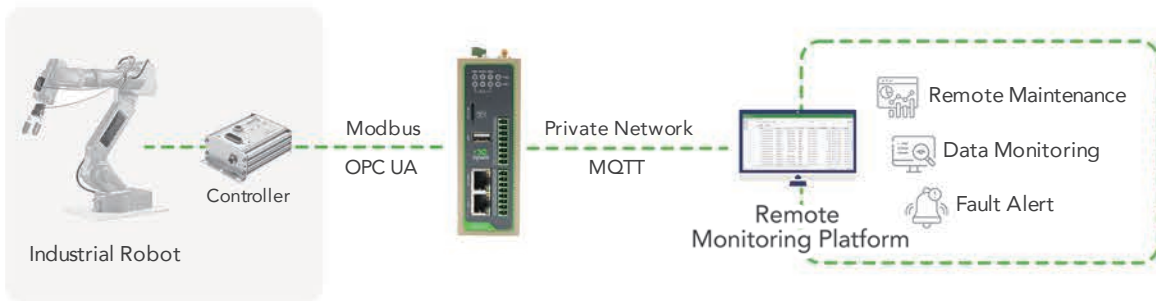 Industrial Robot
Controller
Modbus
OPC UA
Private Network
MQTT
Remote
Monitoring Platform
Remote Maintenance
Data Monitoring
Fault Alert